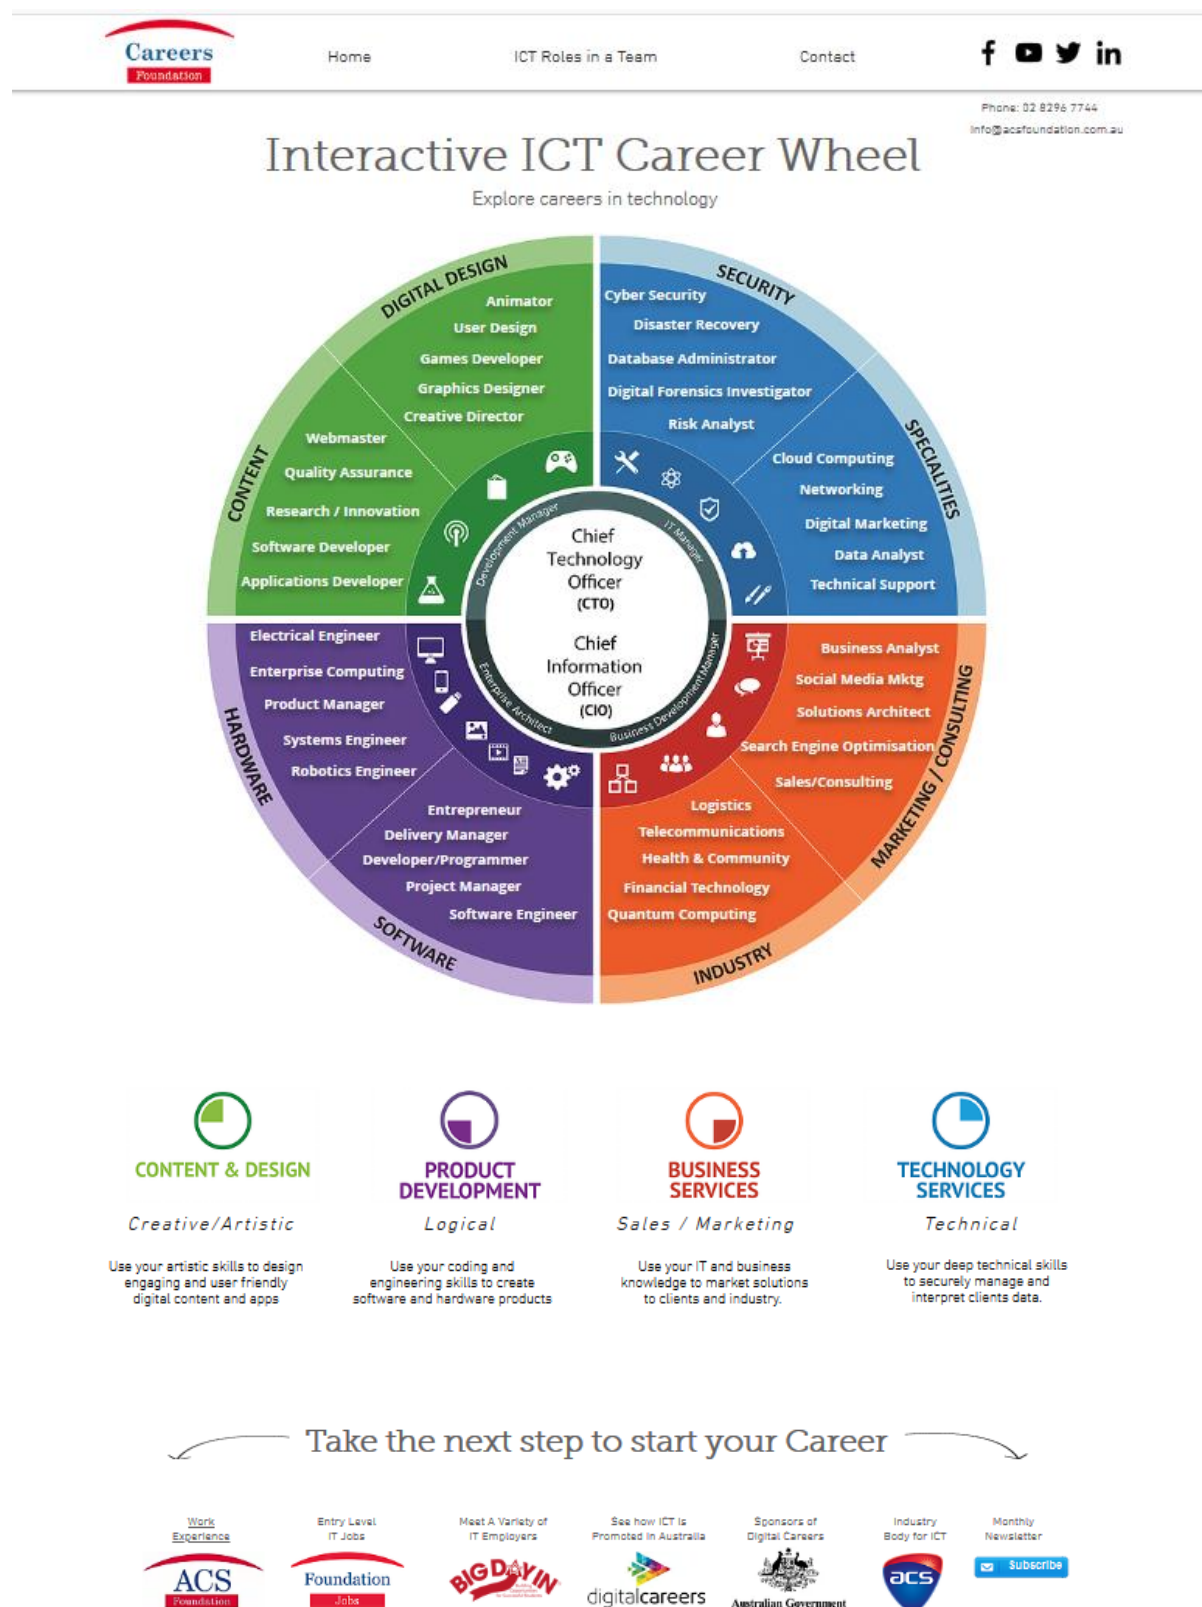 Careers
Foundation
Home
ICT Roles in a Team
Contact
Phone: 02 8296 7744
info@acsfoundation.com.au
Interactive ICT Career Wheel
Explore careers in technology
DIGITAL DESIGN
Animator
User Design
Games Developer
Graphics Designer
Creative Director
CONTENT
Webmaster
Quality Assurance
Research / Innovation
Software Developer
Applications Developer
SECURITY
Cyber Security
Disaster Recovery
Database Administrator
Digital Forensics Investigator
Risk Analyst
SPECIALITIES
Cloud Computing
Networking
Digital Marketing
Data Analyst
Technical Support
Development Manager
IT Manager
Chief
Technology
Officer
(CTO)
Chief
Information
Officer
(CIO)
Enterprise Architect
Business Development Manager
HARDWARE
Electrical Engineer
Enterprise Computing
Product Manager
Systems Engineer
Robotics Engineer
SOFTWARE
Entrepreneur
Delivery Manager
Developer/Programmer
Project Manager
Software Engineer
MARKETING / CONSULTING
Business Analyst
Social Media Mktg
Solutions Architect
Search Engine Optimisation
Sales/Consulting
INDUSTRY
Logistics
Telecommunications
Health & Community
Financial Technology
Quantum Computing
CONTENT & DESIGN
Creative/Artistic
Use your artistic skills to design
engaging and user friendly
digital content and apps
PRODUCT
DEVELOPMENT
Logical
Use your coding and
engineering skills to create
software and hardware products
BUSINESS
SERVICES
Sales / Marketing
Use your IT and business
knowledge to market solutions
to clients and industry.
TECHNOLOGY
SERVICES
Technical
Use your deep technical skills
to securely manage and
interpret clients data.
Take the next step to start your Career
Work
Experience
ACS
Foundation
Entry Level
IT Jobs
Foundation
Jobs
Meet A Variety of
IT Employers
BIG DAY IN
See how ICT is
Promoted in Australia
digitalcareers
Sponsors of
Digital Careers
Australian Government
Industry
Body for ICT
acs
Monthly
Newsletter
Subscribe